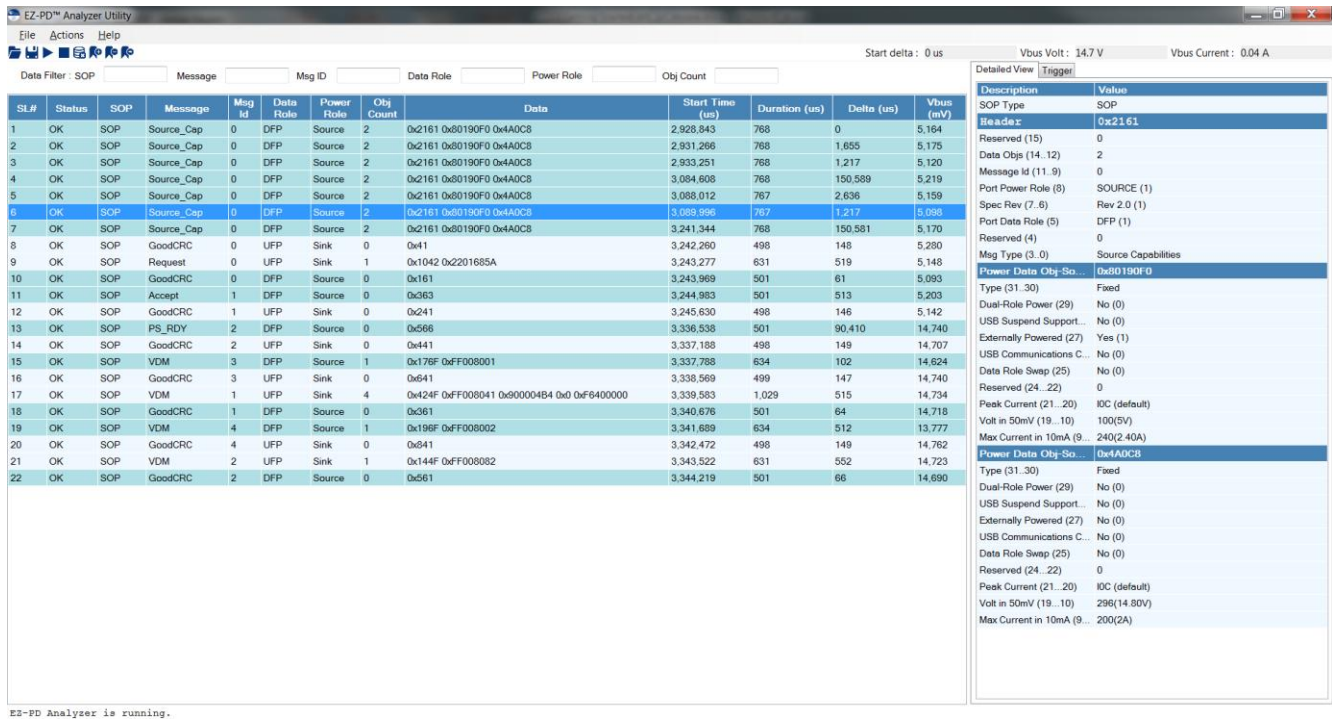 EZ-PD™ Analyzer Utility
File Actions Help
Start delta : 0 us Vbus Volt : 14.7 V Vbus Current : 0.04 A
Data Filter : SOP Message Msg ID Data Role Power Role Obj Count
SL# Status SOP Message Msg Id Data Role Power Role Obj Count Data Start Time (us) Duration (us) Delta (us) Vbus (mV)
1 OK SOP Source_Cap 0 DFP Source 2 0x2161 0x80190F0 0x4A0C8 2,928,843 768 0 5,164
2 OK SOP Source_Cap 0 DFP Source 2 0x2161 0x80190F0 0x4A0C8 2,931,266 768 1,655 5,175
3 OK SOP Source_Cap 0 DFP Source 2 0x2161 0x80190F0 0x4A0C8 2,933,251 768 1,217 5,120
4 OK SOP Source_Cap 0 DFP Source 2 0x2161 0x80190F0 0x4A0C8 3,084,608 768 150,589 5,219
5 OK SOP Source_Cap 0 DFP Source 2 0x2161 0x80190F0 0x4A0C8 3,088,012 767 2,636 5,159
6 OK SOP Source_Cap 0 DFP Source 2 0x2161 0x80190F0 0x4A0C8 3,089,996 767 1,217 5,098
7 OK SOP Source_Cap 0 DFP Source 2 0x2161 0x80190F0 0x4A0C8 3,241,344 768 150,581 5,170
8 OK SOP GoodCRC 0 UFP Sink 0 0x41 3,242,260 498 148 5,280
9 OK SOP Request 0 UFP Sink 1 0x1042 0x2201685A 3,243,277 631 519 5,148
10 OK SOP GoodCRC 0 DFP Source 0 0x161 3,243,969 501 61 5,093
11 OK SOP Accept 1 DFP Source 0 0x363 3,244,983 501 513 5,203
12 OK SOP GoodCRC 1 UFP Sink 0 0x241 3,245,630 498 146 5,142
13 OK SOP PS_RDY 2 DFP Source 0 0x566 3,336,538 501 90,410 14,740
14 OK SOP GoodCRC 2 UFP Sink 0 0x441 3,337,188 498 149 14,707
15 OK SOP VDM 3 DFP Source 1 0x176F 0xFF008001 3,337,788 634 102 14,624
16 OK SOP GoodCRC 3 UFP Sink 0 0x641 3,338,569 499 147 14,740
17 OK SOP VDM 1 UFP Sink 4 0x424F 0xFF008041 0x900004B4 0x0 0xF6400000 3,339,583 1,029 515 14,734
18 OK SOP GoodCRC 1 DFP Source 0 0x361 3,340,676 501 64 14,718
19 OK SOP VDM 4 DFP Source 1 0x196F 0xFF008002 3,341,689 634 512 13,777
20 OK SOP GoodCRC 4 UFP Sink 0 0x841 3,342,472 498 149 14,762
21 OK SOP VDM 2 UFP Sink 1 0x144F 0xFF008082 3,343,522 631 552 14,723
22 OK SOP GoodCRC 2 DFP Source 0 0x561 3,344,219 501 66 14,690
Detailed View Trigger
Description Value
SOP Type SOP
Header 0x2161
Reserved (15) 0
Data Objs (14..12) 2
Message Id (11..9) 0
Port Power Role (8) SOURCE (1)
Spec Rev (7..6) Rev 2.0 (1)
Port Data Role (5) DFP (1)
Reserved (4) 0
Msg Type (3..0) Source Capabilities
Power Data Obj-So... 0x80190F0
Type (31..30) Fixed
Dual-Role Power (29) No (0)
USB Suspend Support... No (0)
Externally Powered (27) Yes (1)
USB Communications C... No (0)
Data Role Swap (25) No (0)
Reserved (24...22) 0
Peak Current (21...20) I0C (default)
Volt in 50mV (19...10) 100(5V)
Max Current in 10mA (9... 240(2.40A)
Power Data Obj-So... 0x4A0C8
Type (31..30) Fixed
Dual-Role Power (29) No (0)
USB Suspend Support... No (0)
Externally Powered (27) No (0)
USB Communications C... No (0)
Data Role Swap (25) No (0)
Reserved (24...22) 0
Peak Current (21...20) I0C (default)
Volt in 50mV (19...10) 296(14.80V)
Max Current in 10mA (9... 200(2A)
EZ-PD Analyzer is running.